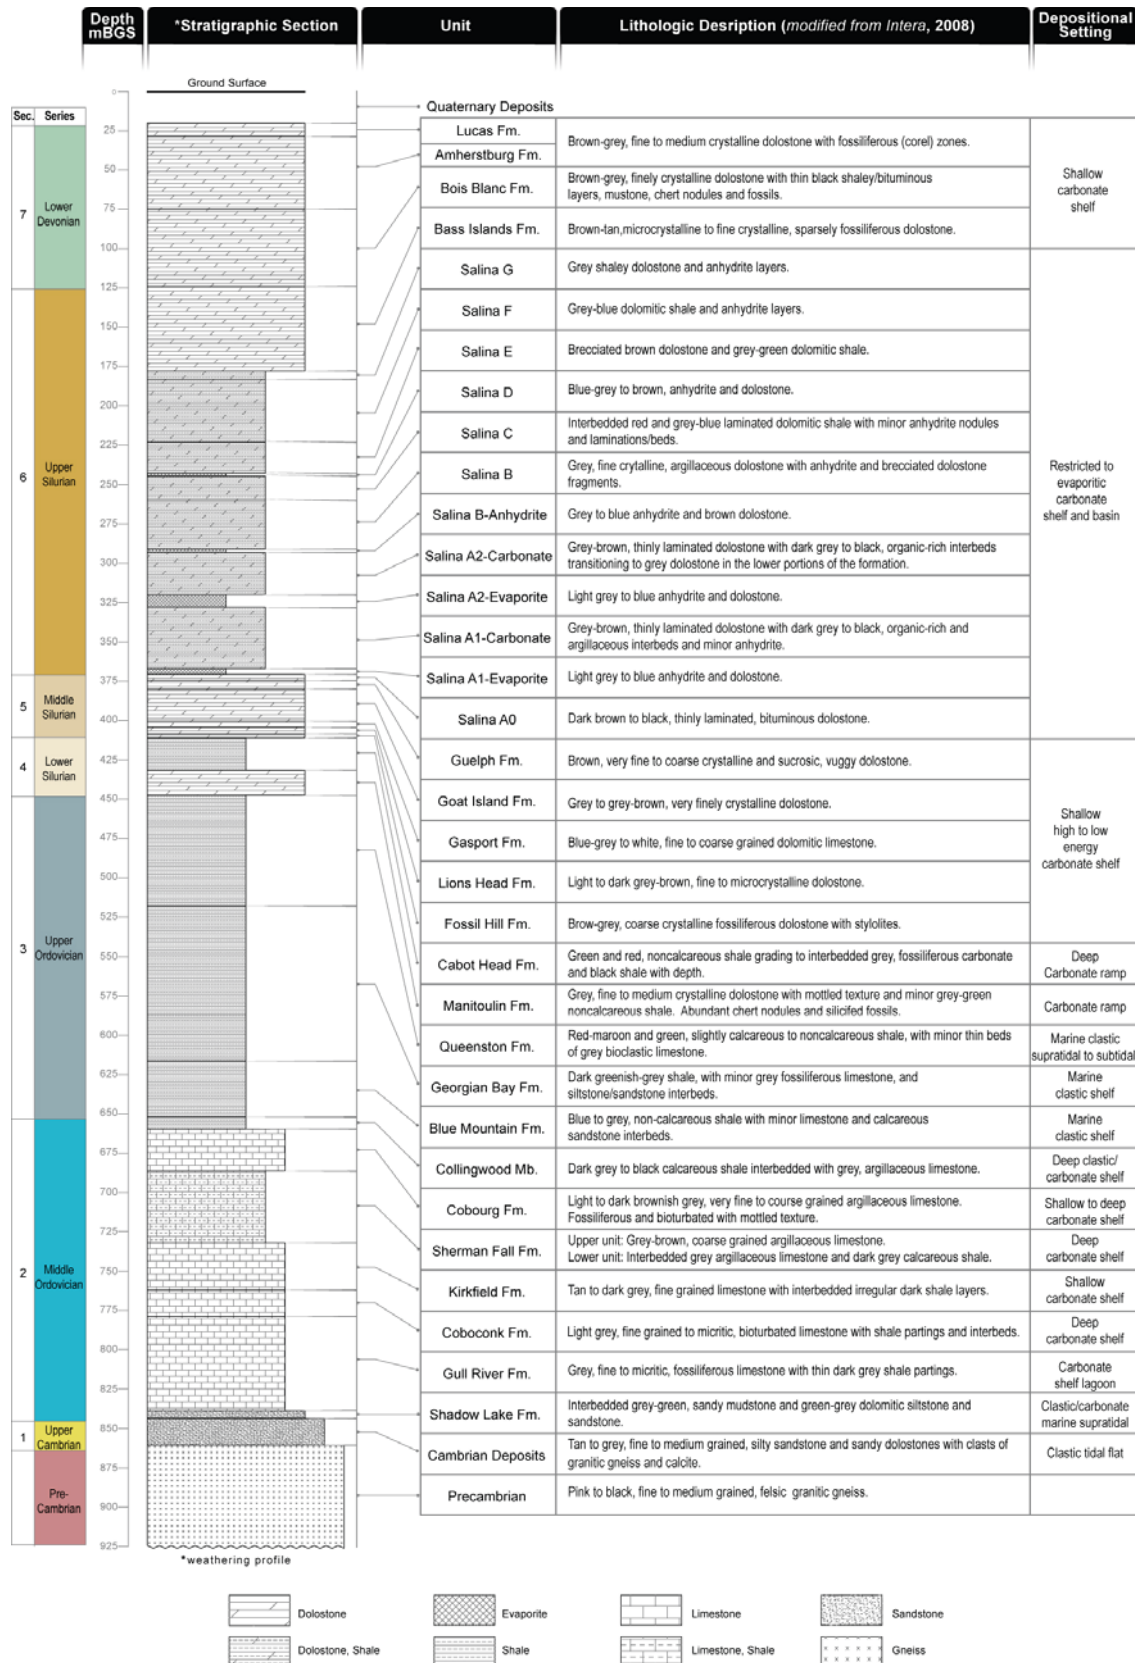 Depth
mBGS
*Stratigraphic Section
Unit
Lithologic Desription (modified from Intera, 2008)
Depositional
Setting
Ground Surface
Sec.
Series
7
Lower
Devonian
6
Upper
Silurian
5
Middle
Silurian
4
Lower
Silurian
3
Upper
Ordovician
2
Middle
Ordovician
1
Upper
Cambrian
Pre-
Cambrian
0
25
50
75
100
125
150
175
200
225
250
275
300
325
350
375
400
425
450
475
500
525
550
575
600
625
650
675
700
725
750
775
800
825
850
875
900
925
*weathering profile
Quaternary Deposits
Lucas Fm.
Amherstburg Fm.
Brown-grey, fine to medium crystalline dolostone with fossiliferous (corel) zones.
Bois Blanc Fm.
Brown-grey, finely crystalline dolostone with thin black shaley/bituminous
layers, mustone, chert nodules and fossils.
Bass Islands Fm.
Brown-tan,microcrystalline to fine crystalline, sparsely fossiliferous dolostone.
Shallow
carbonate
shelf
Salina G
Grey shaley dolostone and anhydrite layers.
Salina F
Grey-blue dolomitic shale and anhydrite layers.
Salina E
Brecciated brown dolostone and grey-green dolomitic shale.
Salina D
Blue-grey to brown, anhydrite and dolostone.
Salina C
Interbedded red and grey-blue laminated dolomitic shale with minor anhydrite nodules
and laminations/beds.
Salina B
Grey, fine crytalline, argillaceous dolostone with anhydrite and brecciated dolostone
fragments.
Salina B-Anhydrite
Grey to blue anhydrite and brown dolostone.
Salina A2-Carbonate
Grey-brown, thinly laminated dolostone with dark grey to black, organic-rich interbeds
transitioning to grey dolostone in the lower portions of the formation.
Salina A2-Evaporite
Light grey to blue anhydrite and dolostone.
Salina A1-Carbonate
Grey-brown, thinly laminated dolostone with dark grey to black, organic-rich and
argillaceous interbeds and minor anhydrite.
Salina A1-Evaporite
Light grey to blue anhydrite and dolostone.
Salina A0
Dark brown to black, thinly laminated, bituminous dolostone.
Restricted to
evaporitic
carbonate
shelf and basin
Guelph Fm.
Brown, very fine to coarse crystalline and sucrosic, vuggy dolostone.
Goat Island Fm.
Grey to grey-brown, very finely crystalline dolostone.
Gasport Fm.
Blue-grey to white, fine to coarse grained dolomitic limestone.
Lions Head Fm.
Light to dark grey-brown, fine to microcrystalline dolostone.
Fossil Hill Fm.
Brow-grey, coarse crystalline fossiliferous dolostone with stylolites.
Shallow
high to low
energy
carbonate shelf
Cabot Head Fm.
Green and red, noncalcareous shale grading to interbedded grey, fossiliferous carbonate
and black shale with depth.
Deep
Carbonate ramp
Manitoulin Fm.
Grey, fine to medium crystalline dolostone with mottled texture and minor grey-green
noncalcareous shale. Abundant chert nodules and silicifed fossils.
Carbonate ramp
Queenston Fm.
Red-maroon and green, slightly calcareous to noncalcareous shale, with minor thin beds
of grey bioclastic limestone.
Marine clastic
supratidal to subtidal
Georgian Bay Fm.
Dark greenish-grey shale, with minor grey fossiliferous limestone, and
siltstone/sandstone interbeds.
Marine
clastic shelf
Blue Mountain Fm.
Blue to grey, non-calcareous shale with minor limestone and calcareous
sandstone interbeds.
Marine
clastic shelf
Collingwood Mb.
Dark grey to black calcareous shale interbedded with grey, argillaceous limestone.
Deep clastic/
carbonate shelf
Cobourg Fm.
Light to dark brownish grey, very fine to course grained argillaceous limestone.
Fossiliferous and bioturbated with mottled texture.
Shallow to deep
carbonate shelf
Sherman Fall Fm.
Upper unit: Grey-brown, coarse grained argillaceous limestone.
Lower unit: Interbedded grey argillaceous limestone and dark grey calcareous shale.
Deep
carbonate shelf
Kirkfield Fm.
Tan to dark grey, fine grained limestone with interbedded irregular dark shale layers.
Shallow
carbonate shelf
Coboconk Fm.
Light grey, fine grained to micritic, bioturbated limestone with shale partings and interbeds.
Deep
carbonate shelf
Gull River Fm.
Grey, fine to micritic, fossiliferous limestone with thin dark grey shale partings.
Carbonate
shelf lagoon
Shadow Lake Fm.
Interbedded grey-green, sandy mudstone and green-grey dolomitic siltstone and
sandstone.
Clastic/carbonate
marine supratidal
Cambrian Deposits
Tan to grey, fine to medium grained, silty sandstone and sandy dolostones with clasts of
granitic gneiss and calcite.
Clastic tidal flat
Precambrian
Pink to black, fine to medium grained, felsic granitic gneiss.
Dolostone
Evaporite
Limestone
Sandstone
Dolostone, Shale
Shale
Limestone, Shale
Gneiss